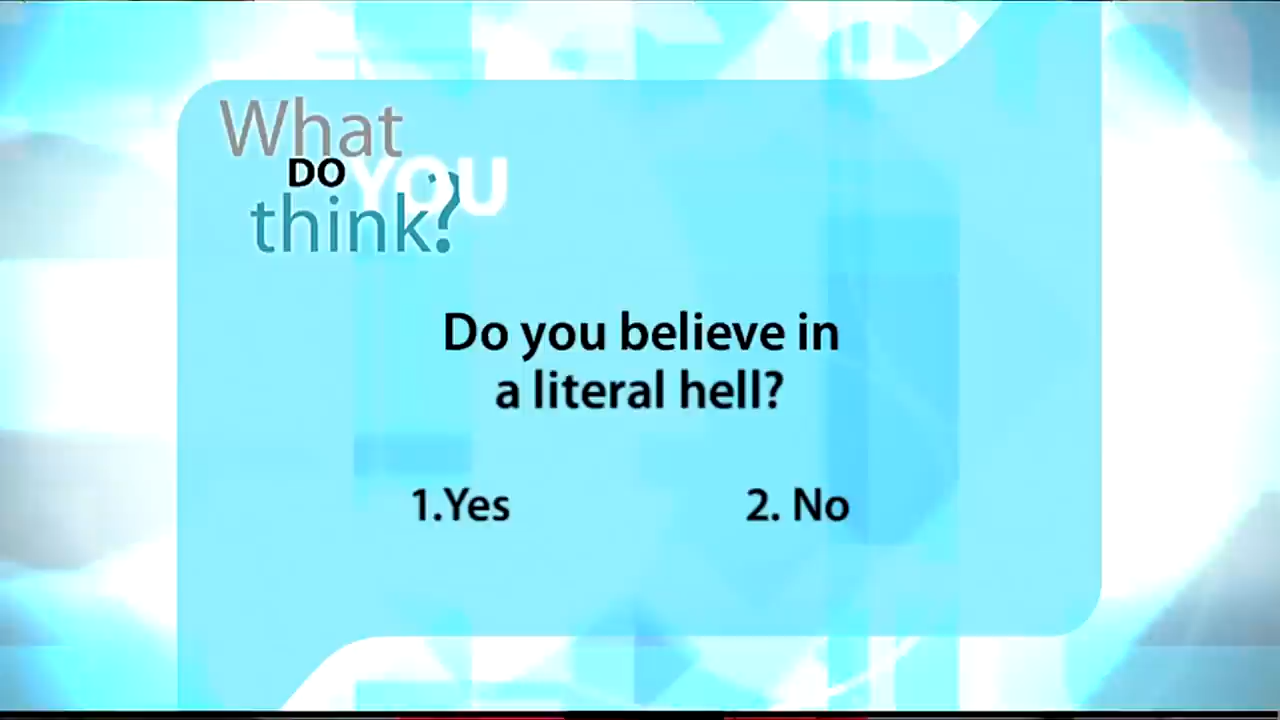 What
DO YOU
think?
Do you believe in
a literal hell?
1.Yes 2. No